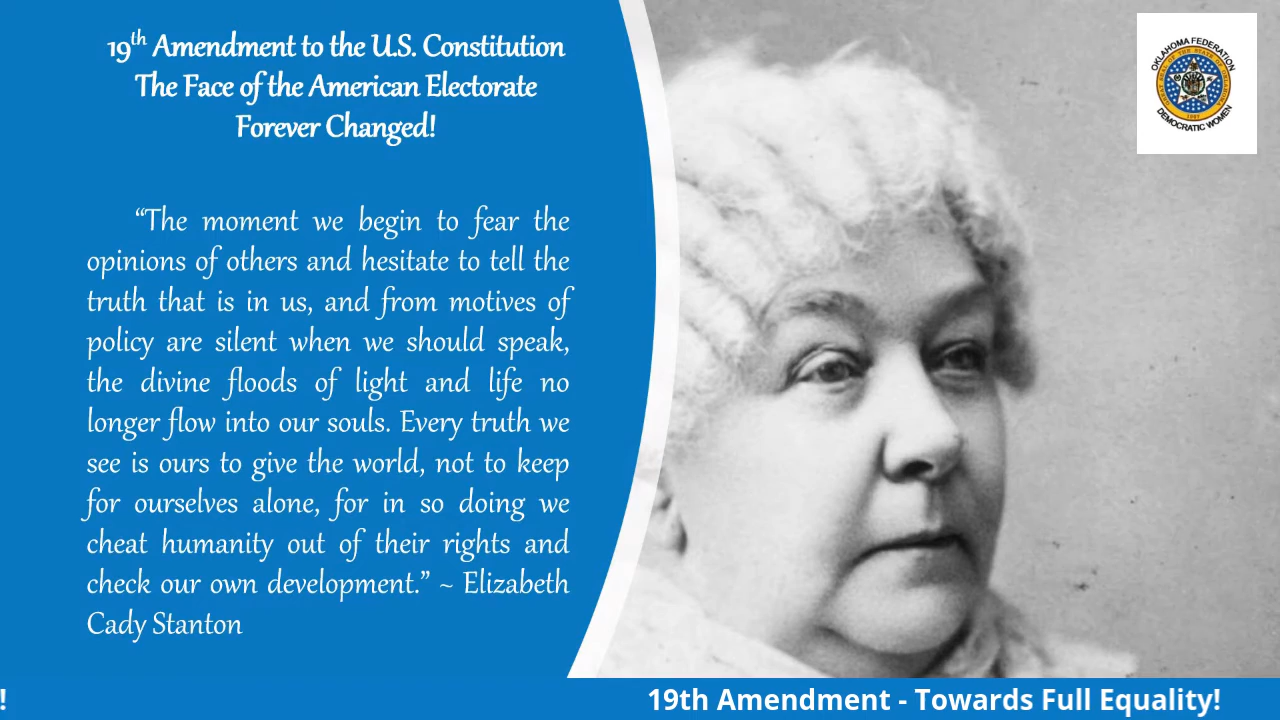 19th Amendment to the U.S. Constitution
The Face of the American Electorate
Forever Changed!
“The moment we begin to fear the
opinions of others and hesitate to tell the
truth that is in us, and from motives of
policy are silent when we should speak,
the divine floods of light and life no
longer flow into our souls. Every truth we
see is ours to give the world, not to keep
for ourselves alone, for in so doing we
cheat humanity out of their rights and
check our own development.” ~ Elizabeth
Cady Stanton
OKLAHOMA FEDERATION
DEMOCRATIC WOMEN
!
19th Amendment - Towards Full Equality!